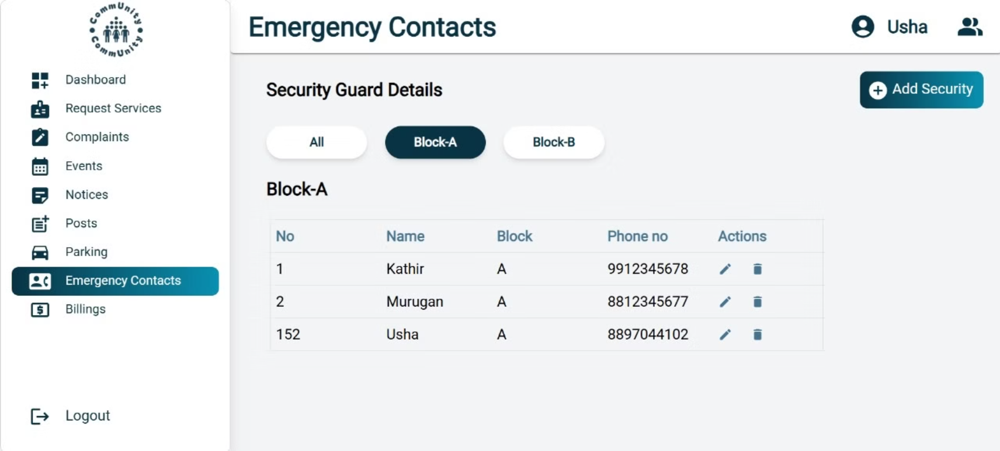 CommUnity
CommUnity
Emergency Contacts
Usha
Dashboard
Request Services
Complaints
Events
Notices
Posts
Parking
Emergency Contacts
Billings
Logout
Security Guard Details
Add Security
All Block-A Block-B
Block-A
No Name Block Phone no Actions
1 Kathir A 9912345678
2 Murugan A 8812345677
152 Usha A 8897044102